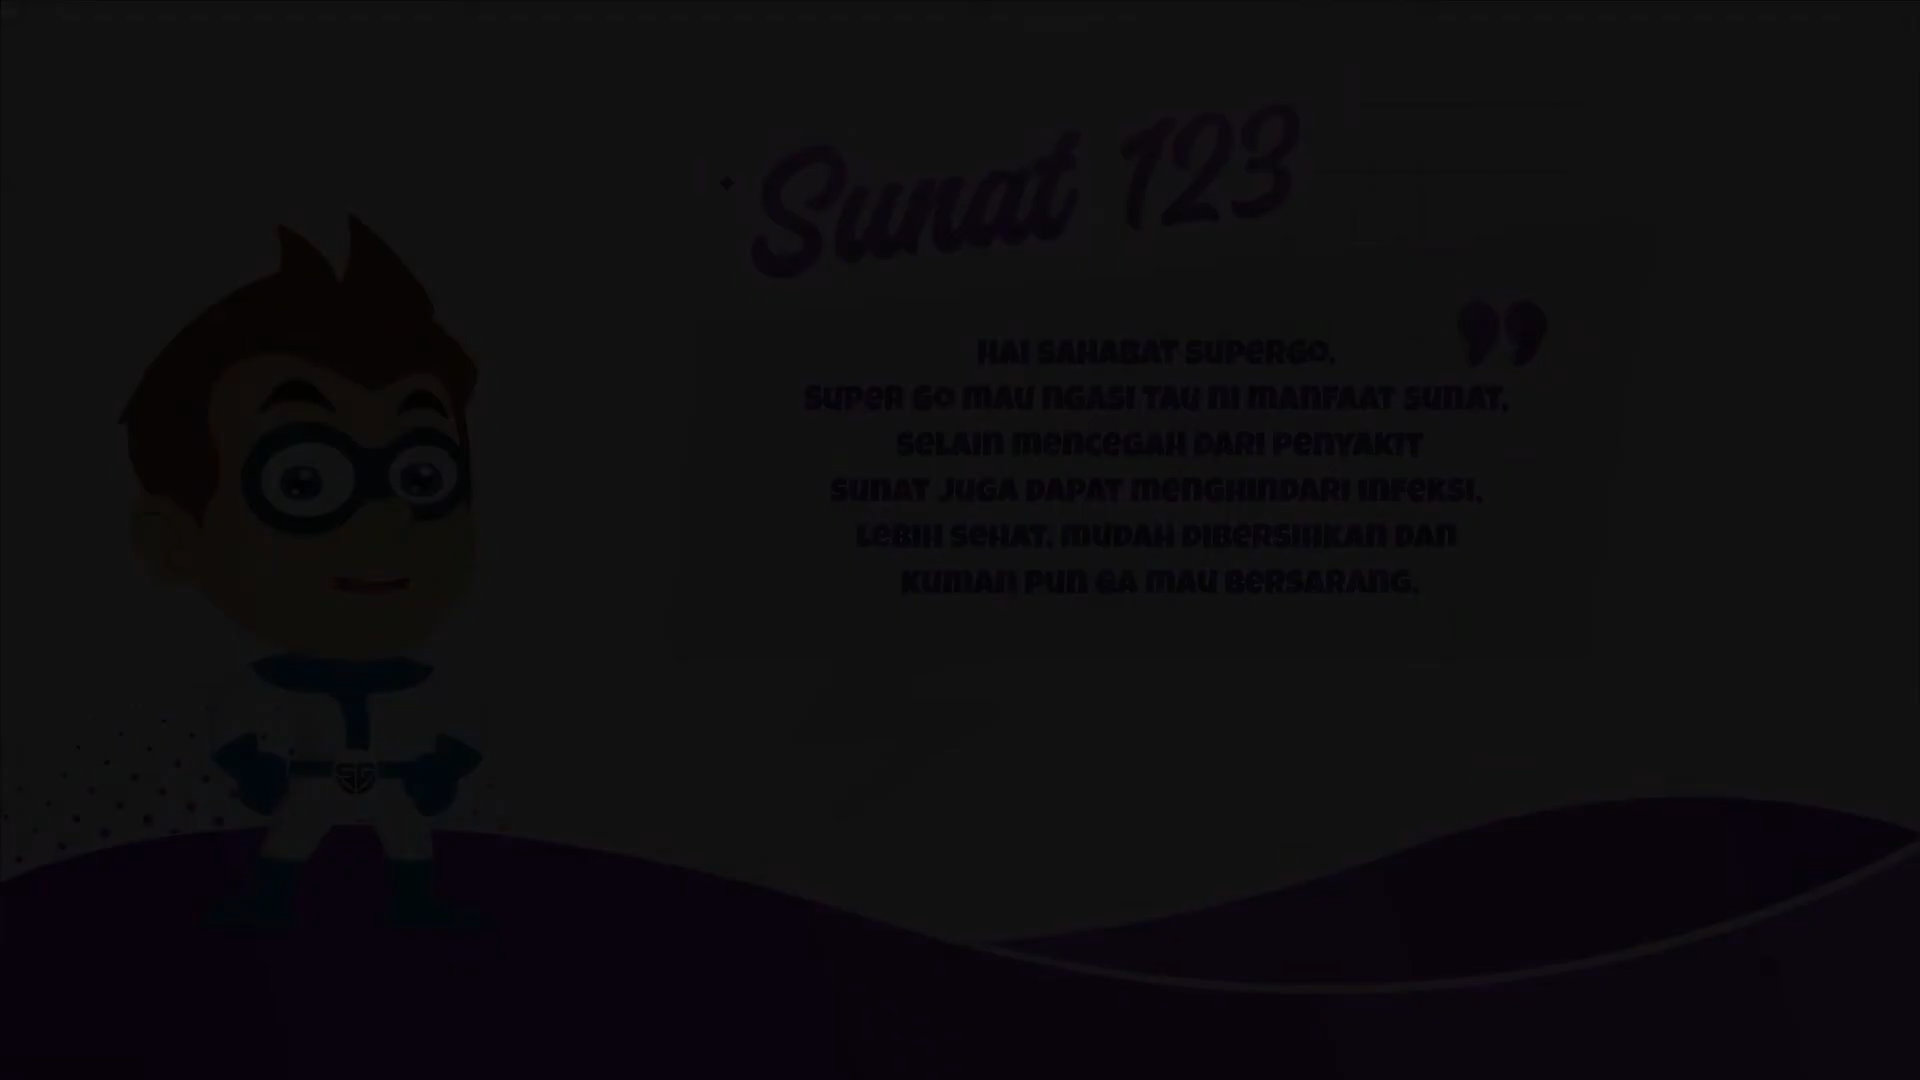 Sunat 123
HAI SAHABAT SUPERGO,
SUPER GO MAU NGASI TAU NI MANFAAT SUNAT,
SELAIN MENCEGAH DARI PENYAKIT
SUNAT JUGA DAPAT MENGHINDARI INFEKSI,
LEBIH SEHAT, MUDAH DIBERSIHKAN DAN
KUMAN PUN GA MAU BERSARANG,